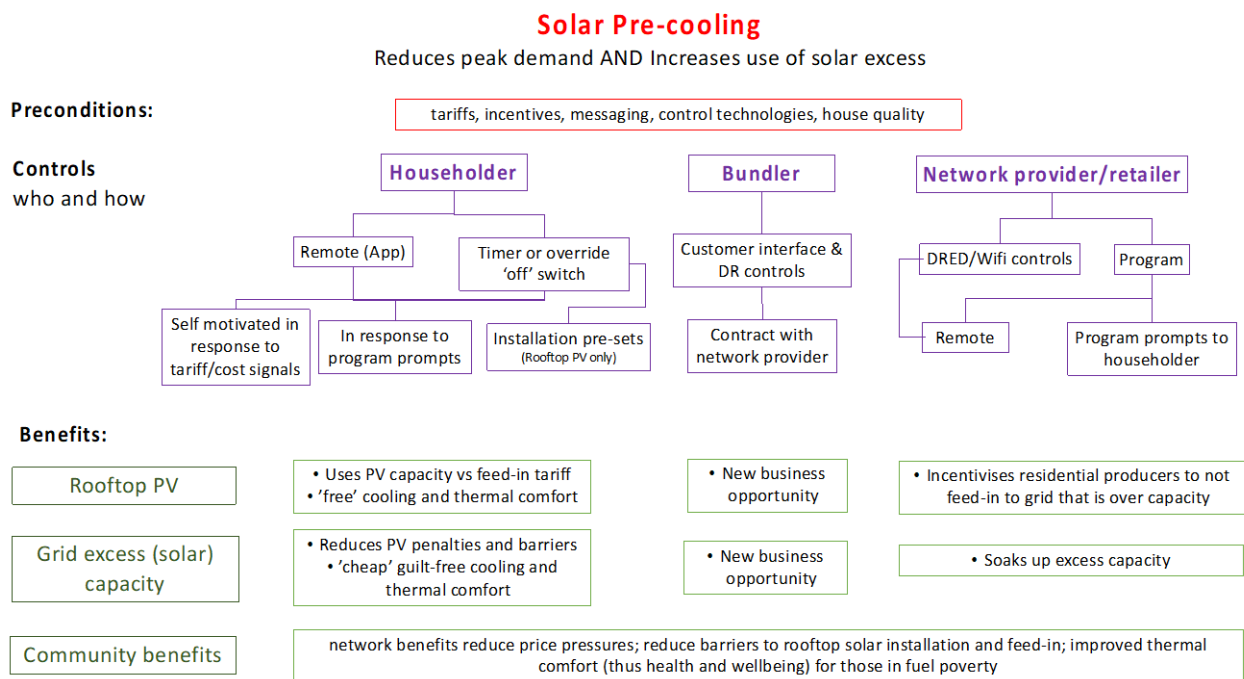 Solar Pre-cooling
Reduces peak demand AND Increases use of solar excess
Preconditions:
tariffs, incentives, messaging, control technologies, house quality
Controls
who and how
Householder
Bundler
Network provider/retailer
Remote (App)
Timer or override
‘off’ switch
Customer interface &
DR controls
DRED/Wifi controls
Program
Self motivated in
response to
tariff/cost signals
In response to
program prompts
Installation pre-sets
(Rooftop PV only)
Contract with
network provider
Remote
Program prompts to
householder
Benefits:
Rooftop PV
• Uses PV capacity vs feed-in tariff
• ’free’ cooling and thermal comfort
• New business
opportunity
• Incentivises residential producers to not
feed-in to grid that is over capacity
Grid excess (solar)
capacity
• Reduces PV penalties and barriers
• ’cheap’ guilt-free cooling and
thermal comfort
• New business
opportunity
• Soaks up excess capacity
Community benefits
network benefits reduce price pressures; reduce barriers to rooftop solar installation and feed-in; improved thermal
comfort (thus health and wellbeing) for those in fuel poverty